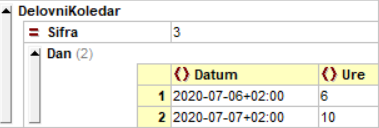 DelovniKoledar
= Sifra 3
Dan (2)
() Datum () Ure
1 2020-07-06+02:00 6
2 2020-07-07+02:00 10